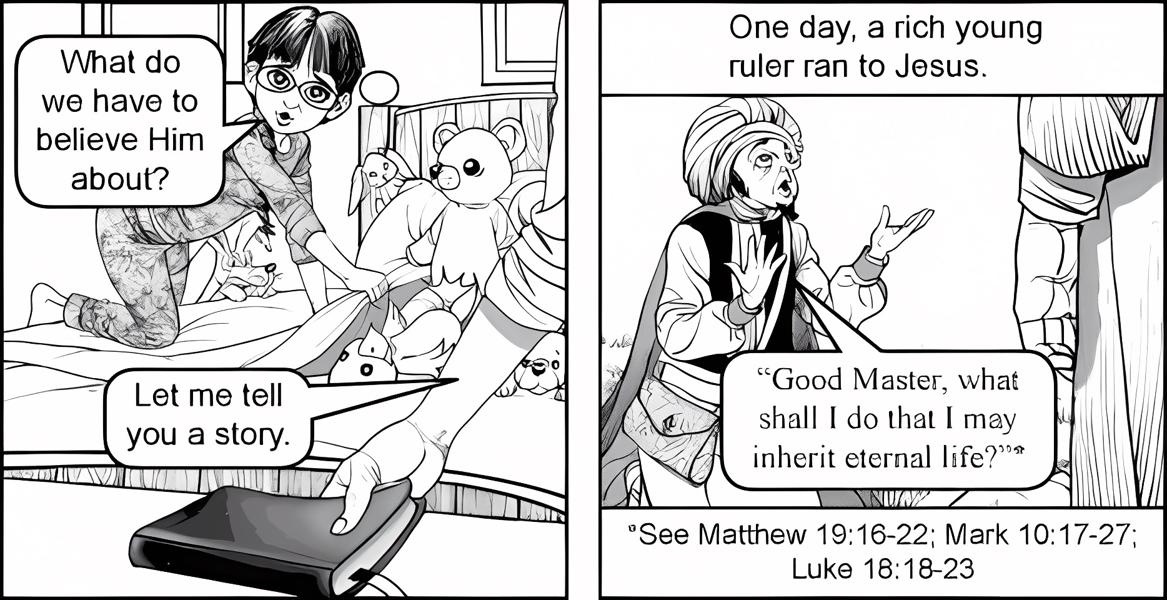 What do
we have to
believe Him
about?
Let me tell
you a story.
One day, a rich young
ruler ran to Jesus.
“Good Master, what
shall I do that I may
inherit eternal life?”*
*See Matthew 19:16-22; Mark 10:17-27;
Luke 18:18-23